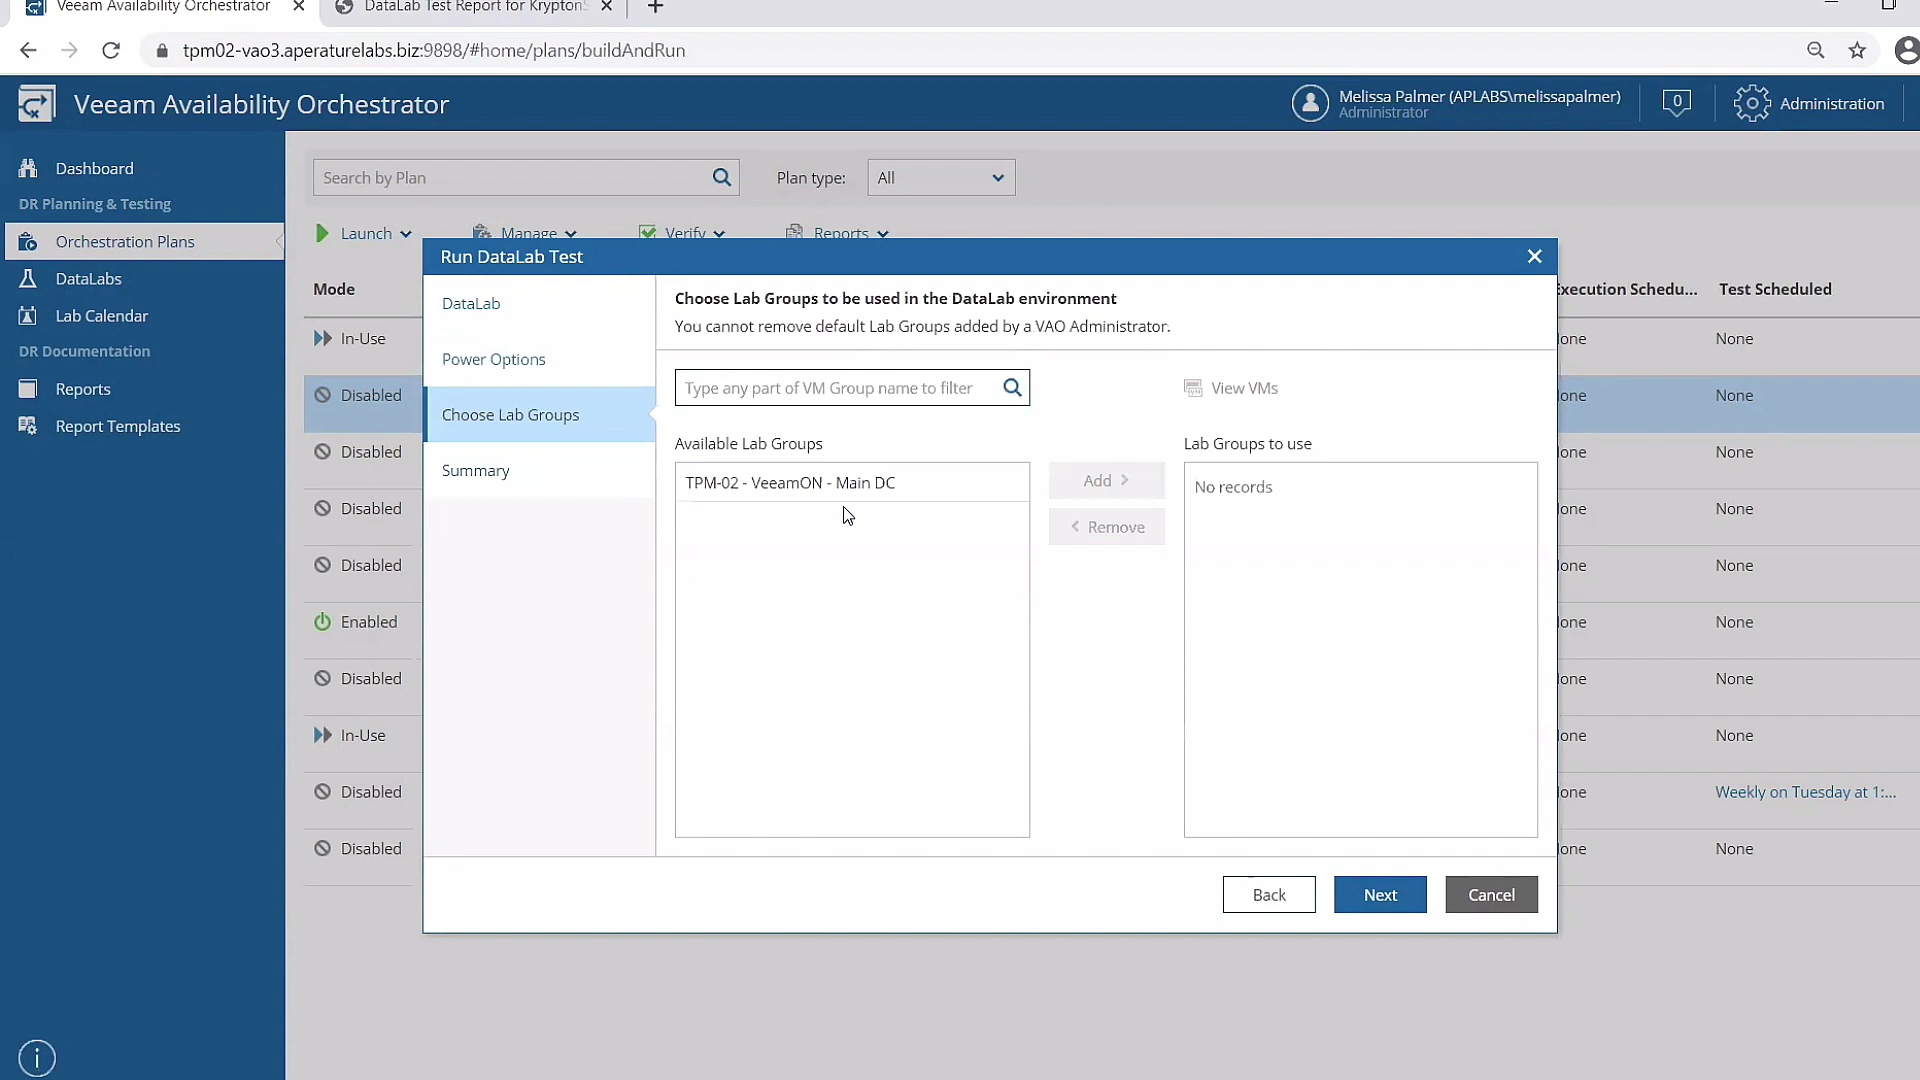 Veeam Availability Orchestrator
DataLab Test Report for Krypton
tpm02-vao3.aperaturelabs.biz:9898/#home/plans/buildAndRun
Veeam Availability Orchestrator
Melissa Palmer (APLABS\melissapalmer)
Administrator
0
Administration
Dashboard
DR Planning & Testing
Orchestration Plans
DataLabs
Lab Calendar
DR Documentation
Reports
Report Templates
Search by Plan
Plan type:
All
Launch
Manage
Verify
Reports
Mode
Execution Schedu...
Test Scheduled
In-Use
one
None
Disabled
one
None
Disabled
one
None
Disabled
one
None
Disabled
one
None
Enabled
one
None
Disabled
one
None
In-Use
one
None
Disabled
one
Weekly on Tuesday at 1:...
Disabled
one
None
Run DataLab Test
DataLab
Power Options
Choose Lab Groups
Summary
Choose Lab Groups to be used in the DataLab environment
You cannot remove default Lab Groups added by a VAO Administrator.
Type any part of VM Group name to filter
View VMs
Available Lab Groups
TPM-02 - VeeamON - Main DC
Add
Remove
Lab Groups to use
No records
Back
Next
Cancel